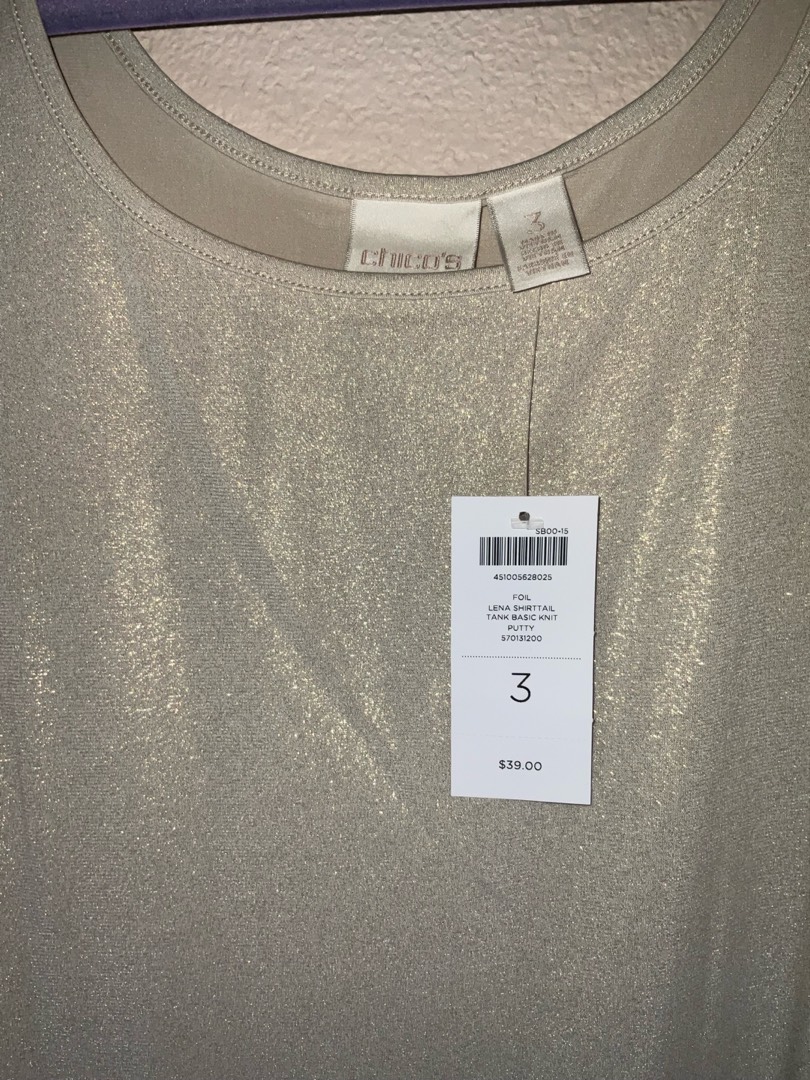 chico's
3
SB00-15
451005628025
FOIL
LENA SHIRTTAIL
TANK BASIC KNIT
PUTTY
570131200
3
$39.00